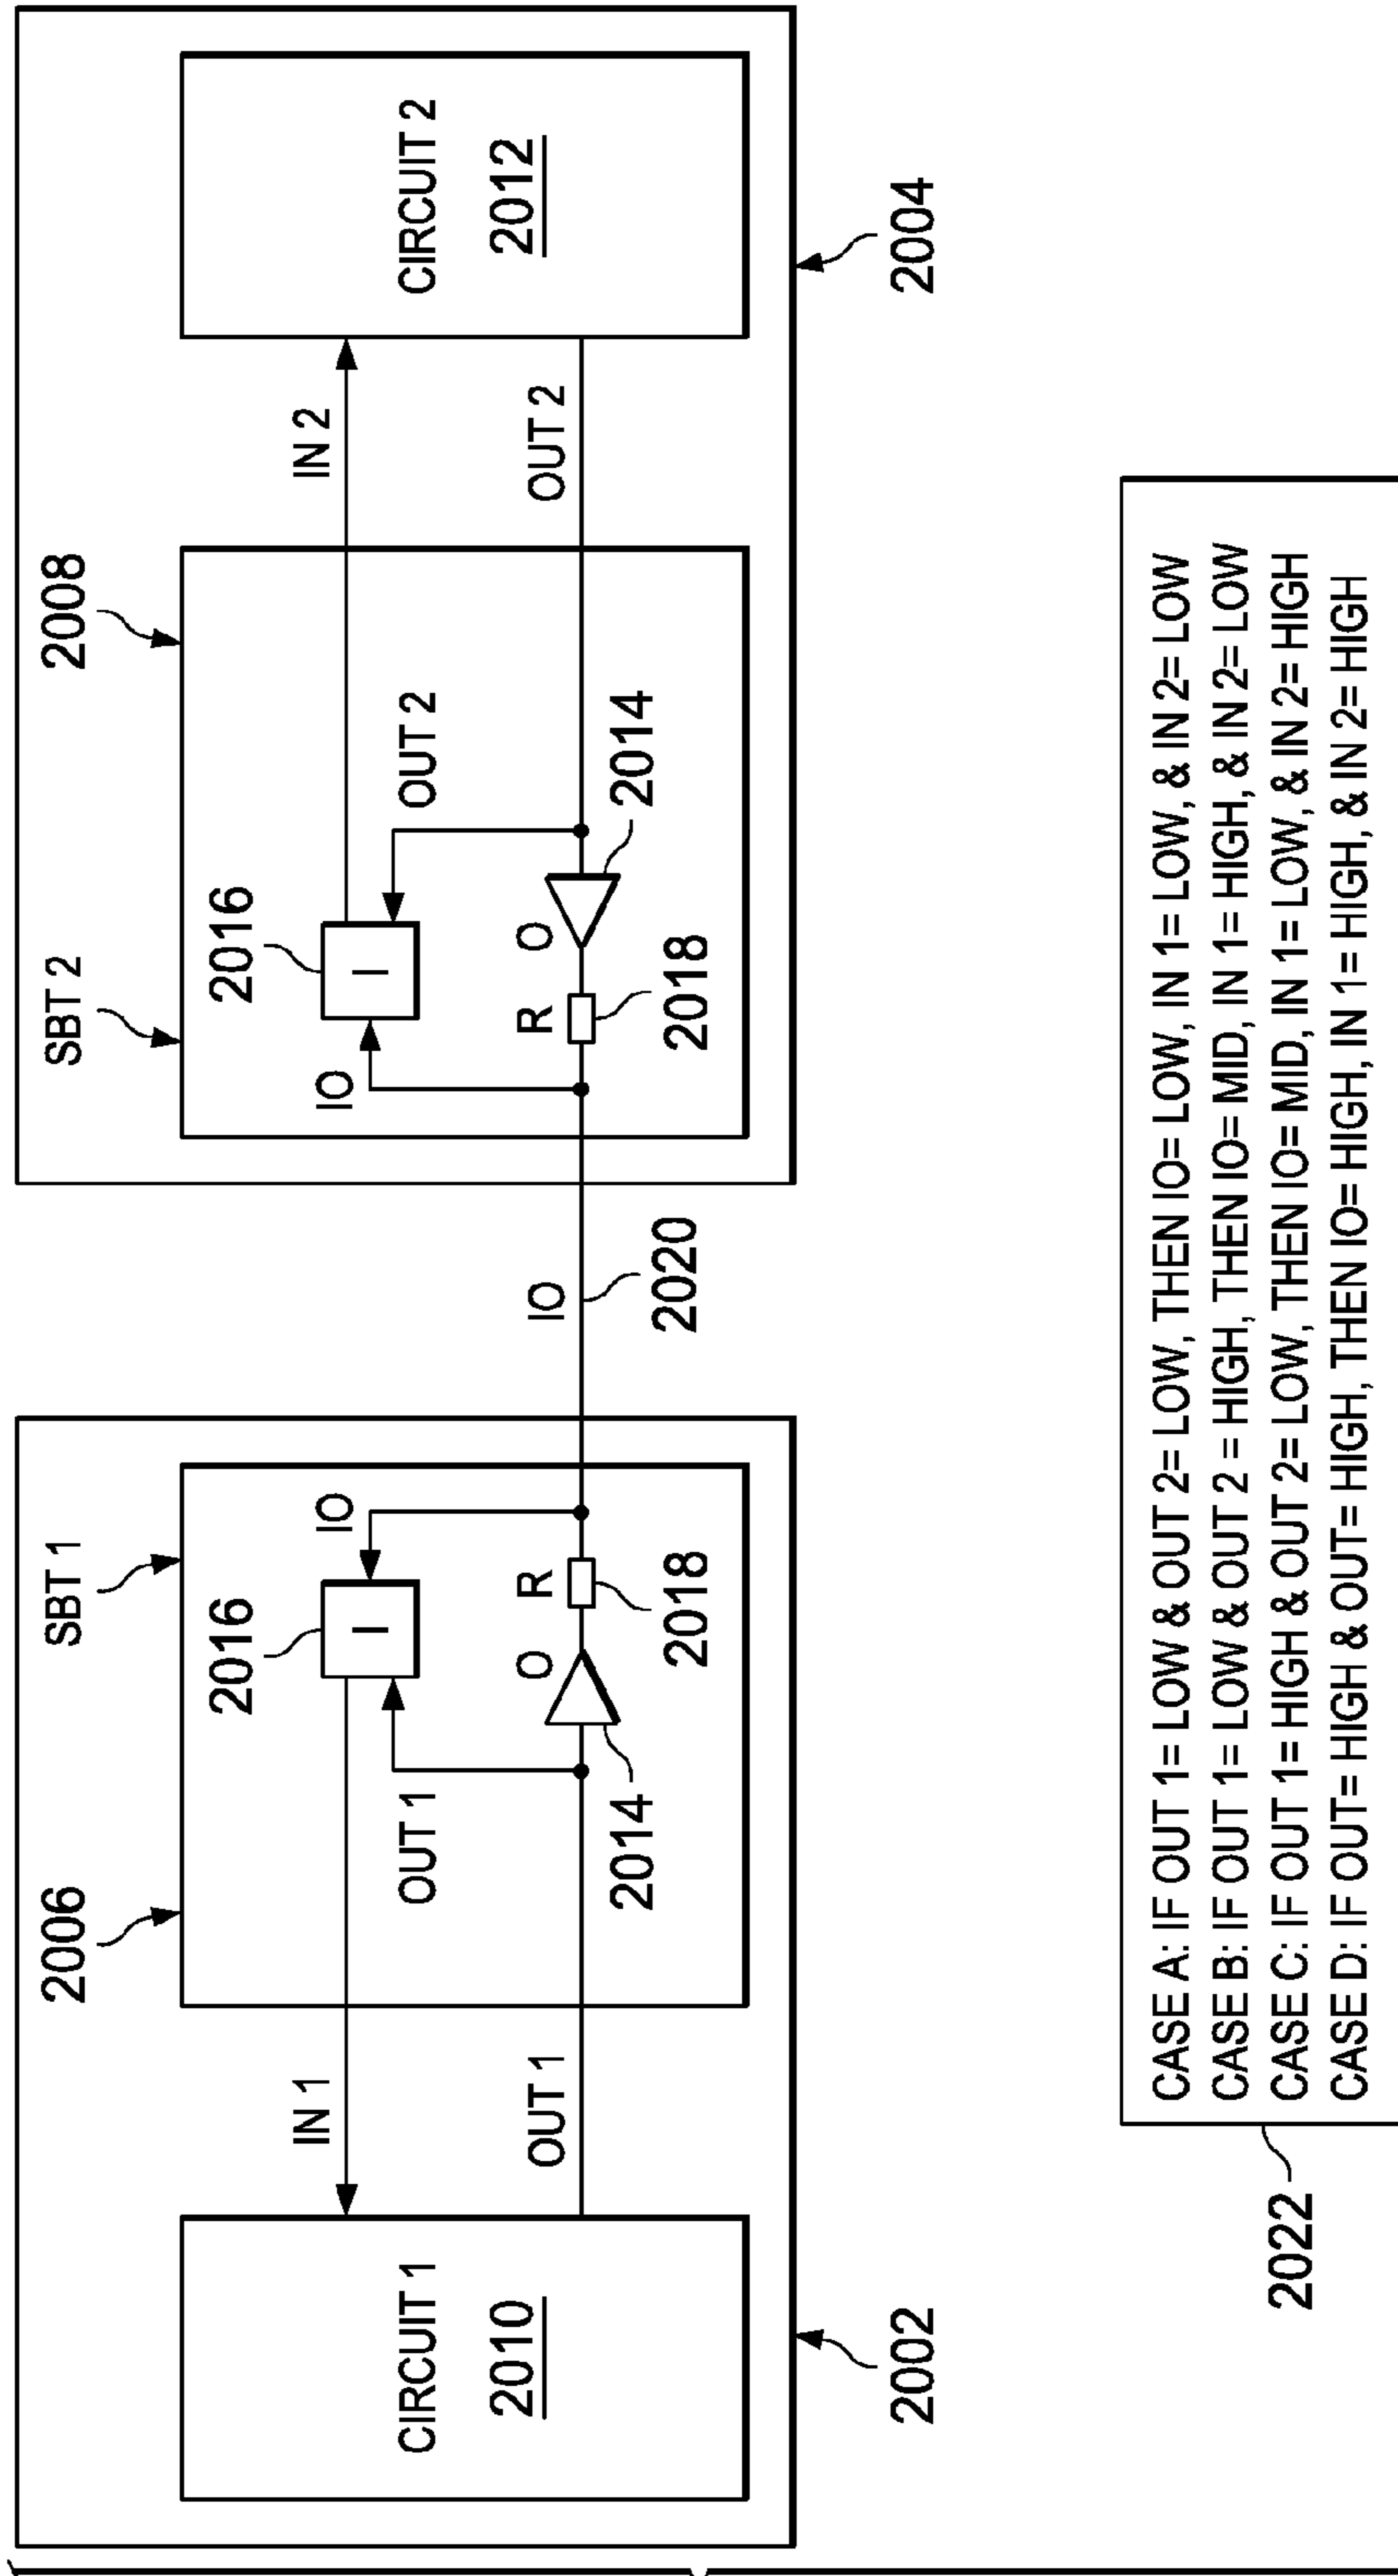 SBT 1
2006
2016
IO
IN 1
OUT 1
I
CIRCUIT 1
2010
OUT 1
O
R
2014
2018
2002
IO
2020
SBT 2
2008
2016
IO
I
OUT 2
IN 2
R
O
2018
2014
OUT 2
CIRCUIT 2
2012
2004
CASE A: IF OUT 1= LOW & OUT 2= LOW, THEN IO= LOW, IN 1= LOW, & IN 2= LOW
CASE B: IF OUT 1= LOW & OUT 2 = HIGH, THEN IO= MID, IN 1= HIGH, & IN 2= LOW
CASE C: IF OUT 1= HIGH & OUT 2= LOW, THEN IO= MID, IN 1= LOW, & IN 2= HIGH
CASE D: IF OUT= HIGH & OUT= HIGH, THEN IO= HIGH, IN 1= HIGH, & IN 2= HIGH
2022